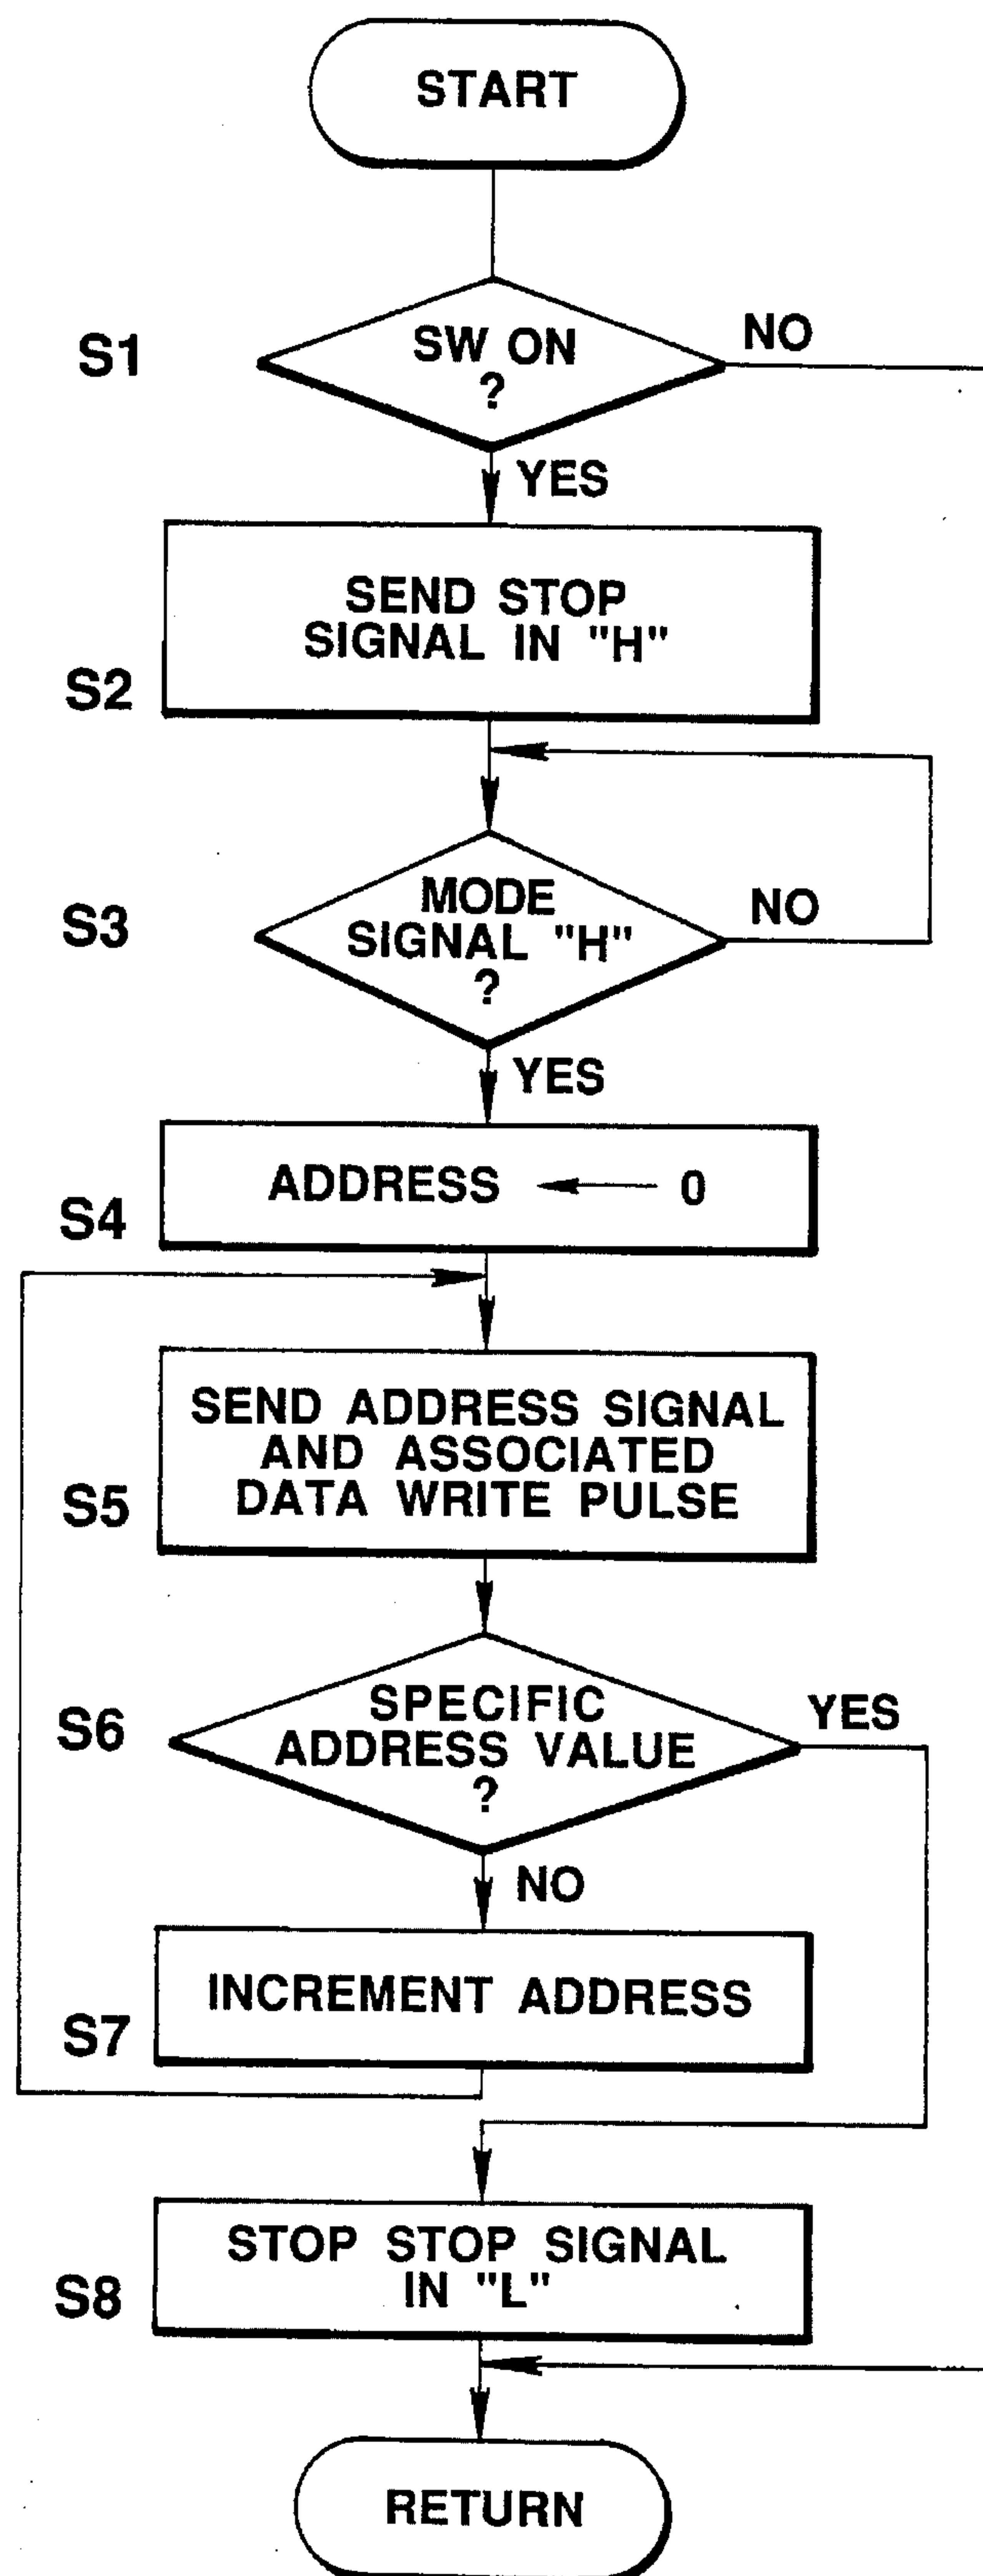 START
S1
SW ON
?
NO
YES
SEND STOP
SIGNAL IN "H"
S2
S3
MODE
SIGNAL "H"
?
NO
YES
ADDRESS ← 0
S4
SEND ADDRESS SIGNAL
AND ASSOCIATED
DATA WRITE PULSE
S5
S6
SPECIFIC
ADDRESS VALUE
?
YES
NO
INCREMENT ADDRESS
S7
STOP STOP SIGNAL
IN "L"
S8
RETURN